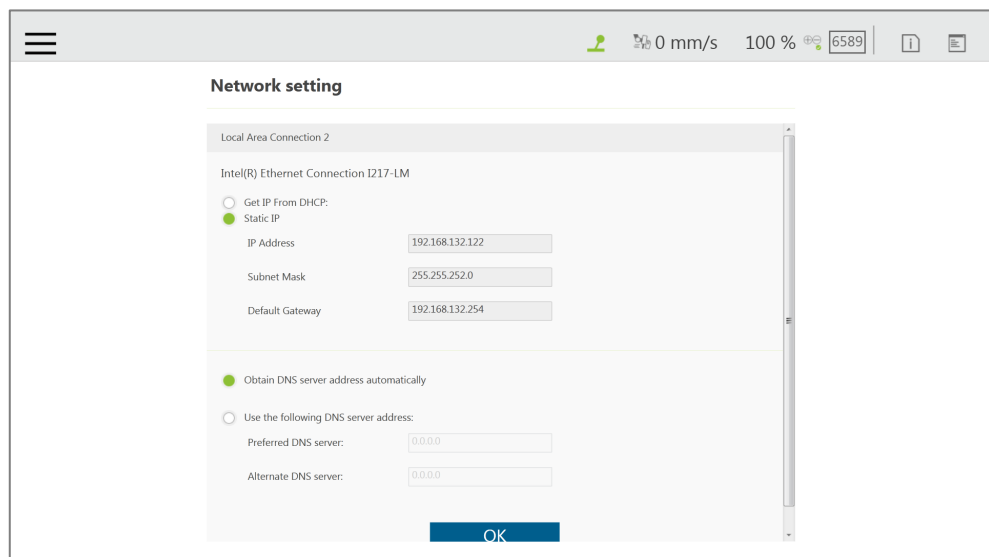 0 mm/s 100 % 6589
Network setting
Local Area Connection 2
Intel(R) Ethernet Connection I217-LM
Get IP From DHCP:
Static IP
IP Address 192.168.132.122
Subnet Mask 255.255.252.0
Default Gateway 192.168.132.254
Obtain DNS server address automatically
Use the following DNS server address:
Preferred DNS server: 0.0.0.0
Alternate DNS server: 0.0.0.0
OK